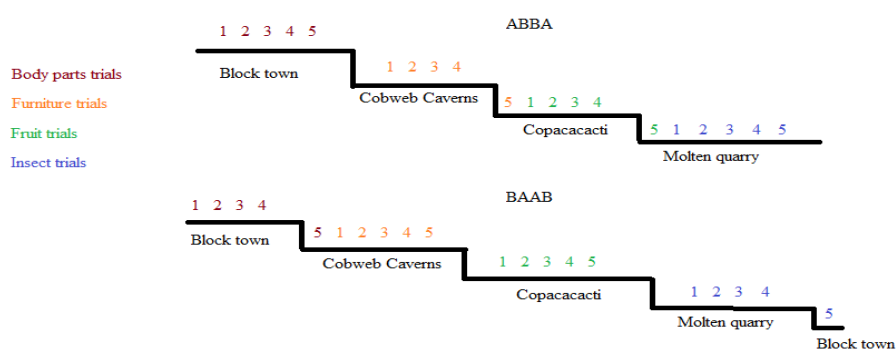 ABBA
1 2 3 4 5
Body parts trials
Block town
1 2 3 4
Furniture trials
Cobweb Caverns
5 1 2 3 4
Fruit trials
Copacacacti
5 1 2 3 4 5
Insect trials
Molten quarry
BAAB
1 2 3 4
Block town
5 1 2 3 4 5
Cobweb Caverns
1 2 3 4 5
Copacacacti
1 2 3 4
Molten quarry
5
Block town